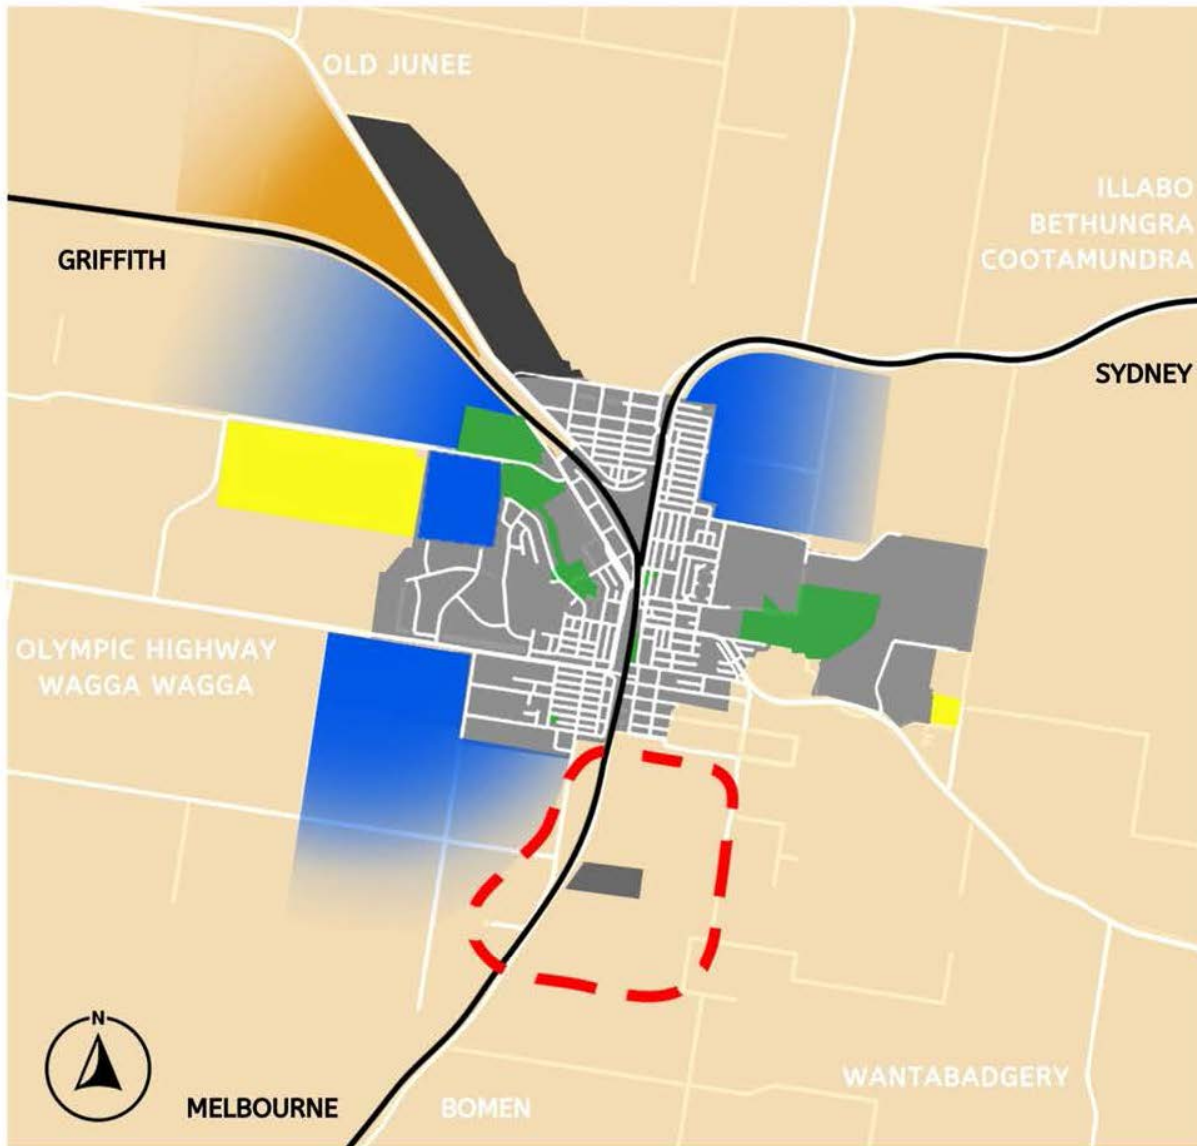 OLD JUNEE
ILLABO
BETHUNGRA
COOTAMUNDRA
GRIFFITH
SYDNEY
OLYMPIC HIGHWAY
WAGGA WAGGA
N
WANTABADGERY
MELBOURNE
BOMEN